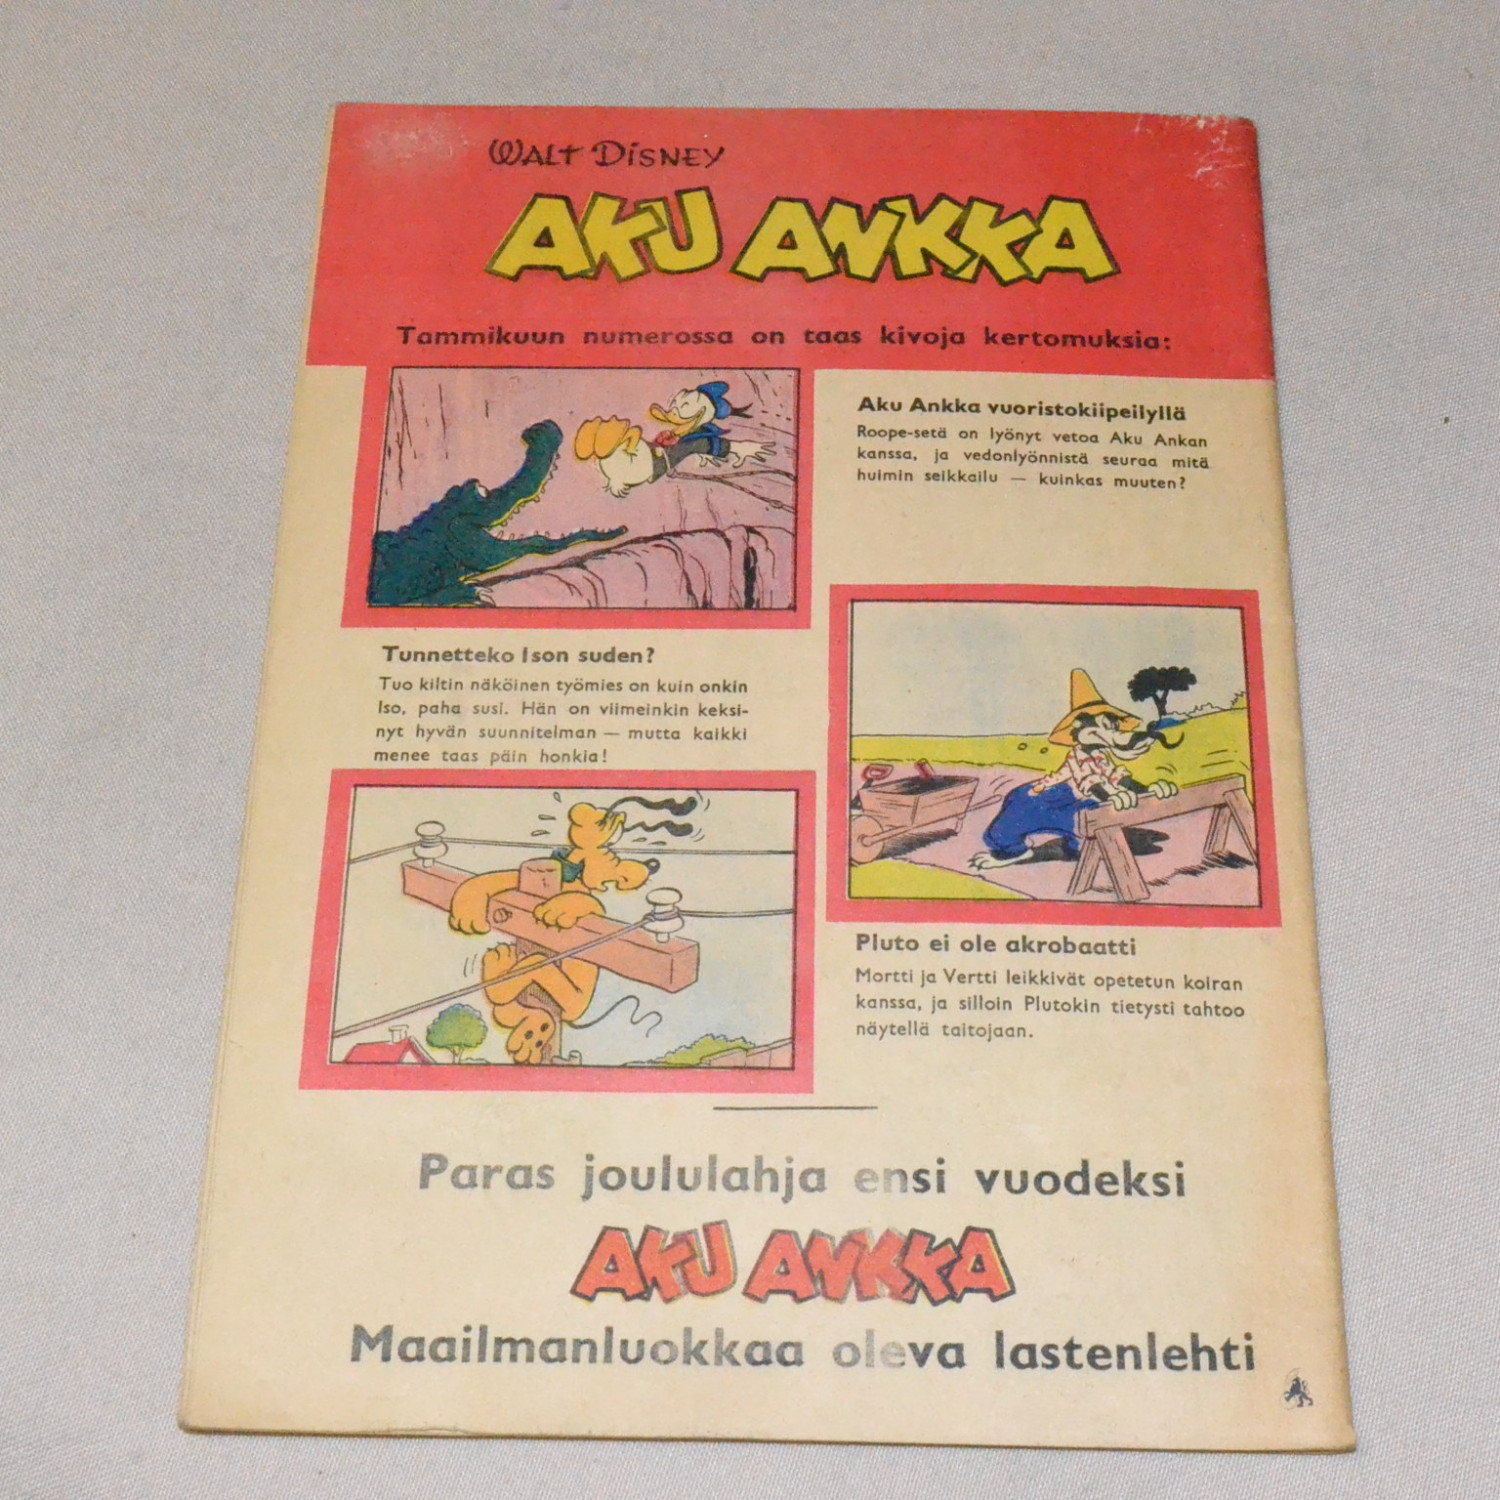 WALT DISNEY
AKU ANKKA
Tammikuun numerossa on taas kivoja kertomuksia:
Aku Ankka vuoristokiipeilyllä
Roope-setä on lyönyt vetoa Aku Ankan
kanssa, ja vedonlyönnistä seuraa mitä
huimin seikkailu — kuinkas muuten?
Tunnetteko Ison suden?
Tuo kiltin näköinen työmies on kuin onkin
Iso, paha susi. Hän on viimeinkin keksi-
nyt hyvän suunnitelman — mutta kaikki
menee taas päin honkia!
Pluto ei ole akrobaatti
Mortti ja Vertti leikkivät opetetun koiran
kanssa, ja silloin Plutokin tietysti tahtoo
näytellä taitojaan.
Paras joululahja ensi vuodeksi
AKU ANKKA
Maailmanluokkaa oleva lastenlehti